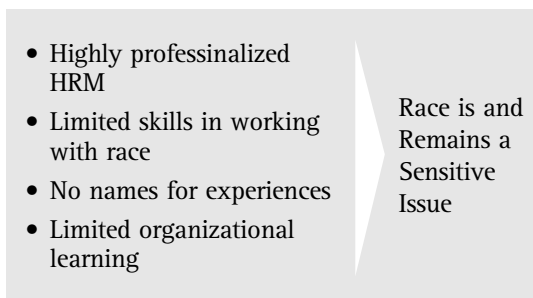 • Highly professinalized
HRM
• Limited skills in working
with race
• No names for experiences
• Limited organizational
learning
Race is and
Remains a
Sensitive
Issue